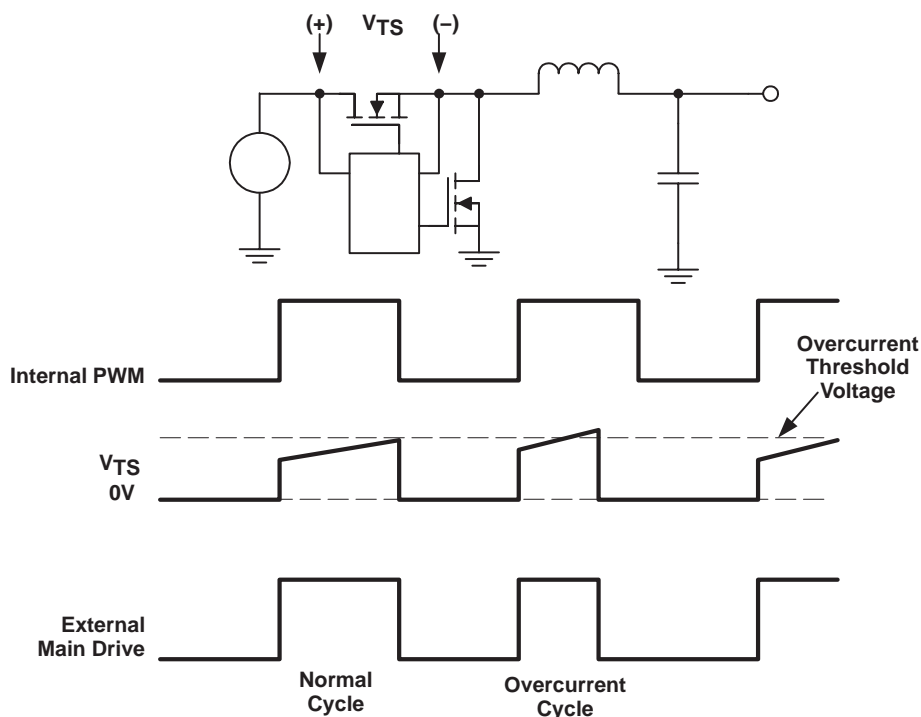 (+) VTS (–)
Internal PWM
Overcurrent
Threshold
Voltage
VTS
0V
External
Main Drive
Normal
Cycle
Overcurrent
Cycle